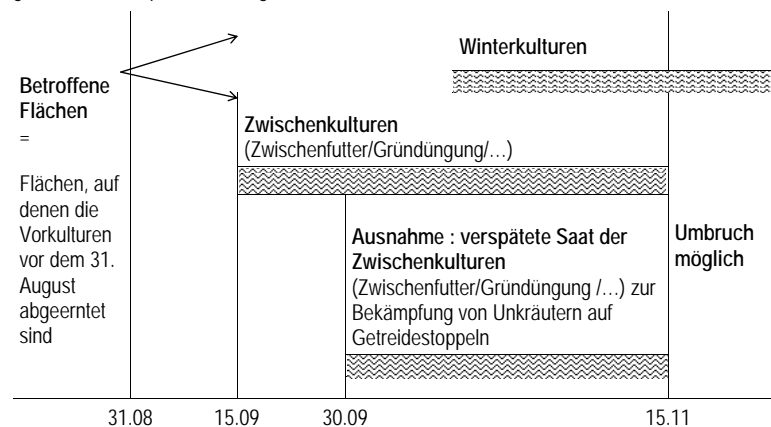 Winterkulturen
Betroffene
Flächen
=
Flächen, auf
denen die
Vorkulturen
vor dem 31.
August
abgeerntet
sind
Zwischenkulturen
(Zwischenfutter/Gründüngung/…)
Ausnahme : verspätete Saat der
Zwischenkulturen
(Zwischenfutter/Gründüngung /…) zur
Bekämpfung von Unkräutern auf
Getreidestoppeln
Umbruch
möglich
31.08 15.09 30.09 15.11